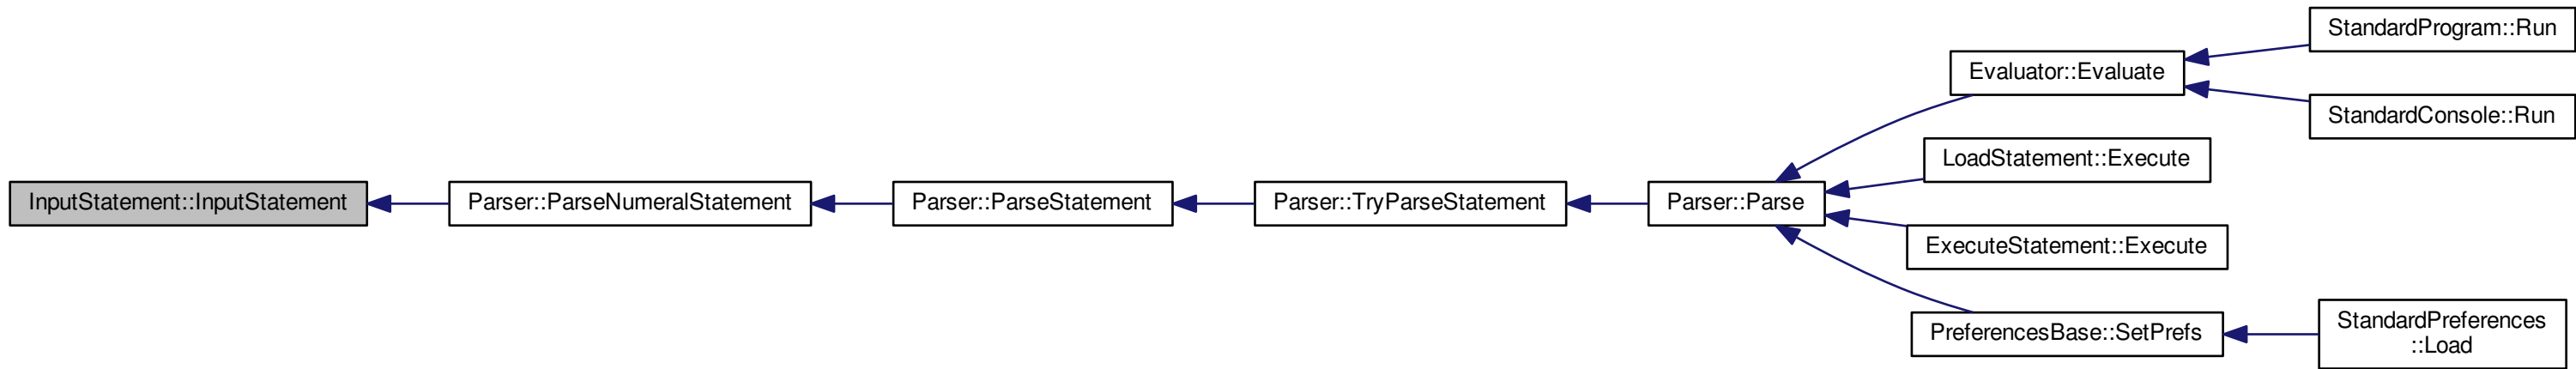 InputStatement::InputStatement
Parser::ParseNumeralStatement
Parser::ParseStatement
Parser::TryParseStatement
Parser::Parse
Evaluator::Evaluate
StandardProgram::Run
StandardConsole::Run
LoadStatement::Execute
ExecuteStatement::Execute
PreferencesBase::SetPrefs
StandardPreferences
::Load